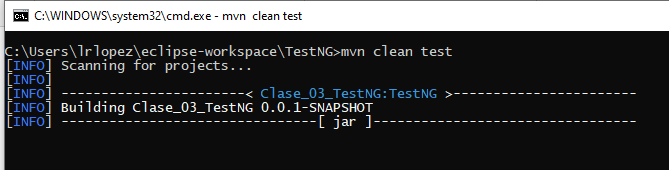 C:\WINDOWS\system32\cmd.exe - mvn  clean test
C:\Users\lrlopez\eclipse-workspace\TestNG>mvn clean test
[INFO] Scanning for projects...
[INFO]
[INFO] -----------------------< Clase_03_TestNG:TestNG >-----------------------
[INFO] Building Clase_03_TestNG 0.0.1-SNAPSHOT
[INFO] --------------------------------[ jar ]---------------------------------